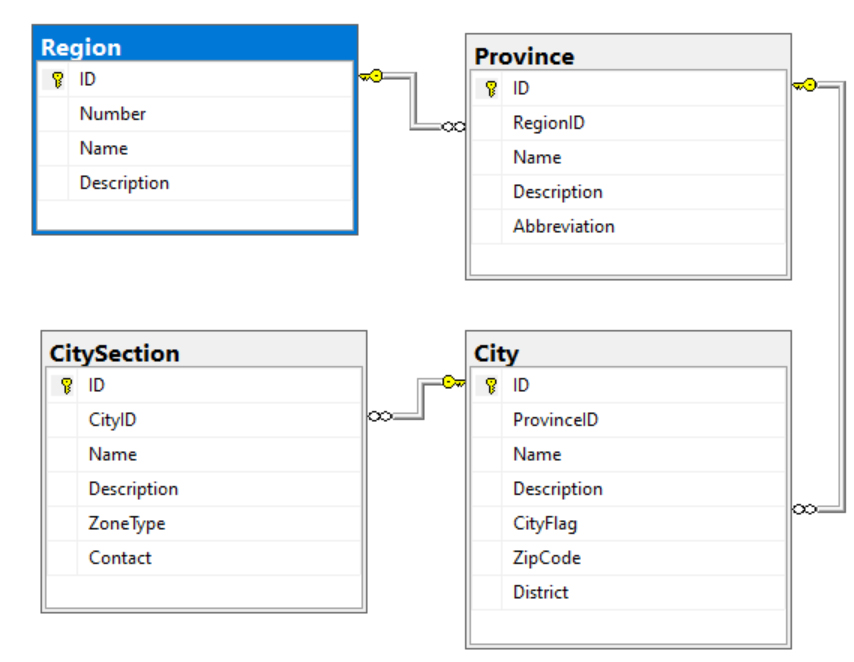 Region
ID
Number
Name
Description
Province
ID
RegionID
Name
Description
Abbreviation
CitySection
ID
CityID
Name
Description
ZoneType
Contact
City
ID
ProvinceID
Name
Description
CityFlag
ZipCode
District